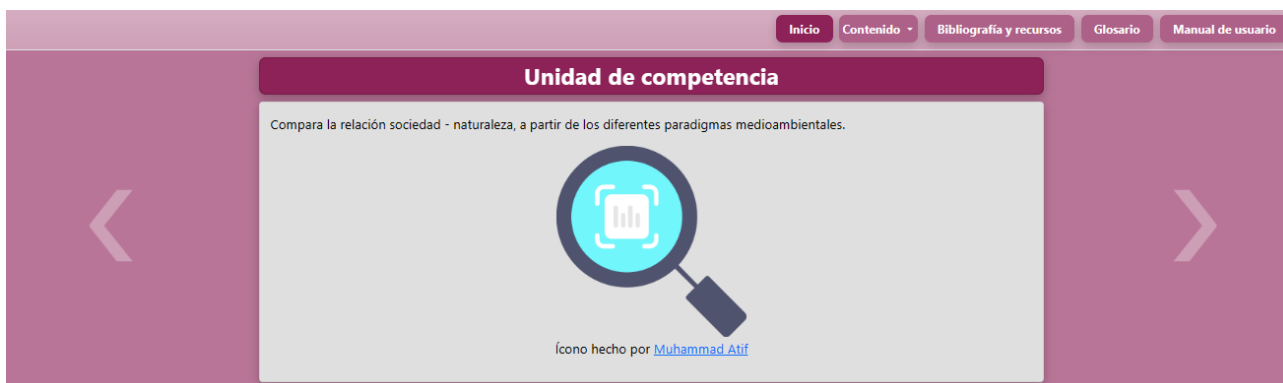 Inicio Contenido Bibliografía y recursos Glosario Manual de usuario
Unidad de competencia
Compara la relación sociedad - naturaleza, a partir de los diferentes paradigmas medioambientales.
Ícono hecho por Muhammad Atif